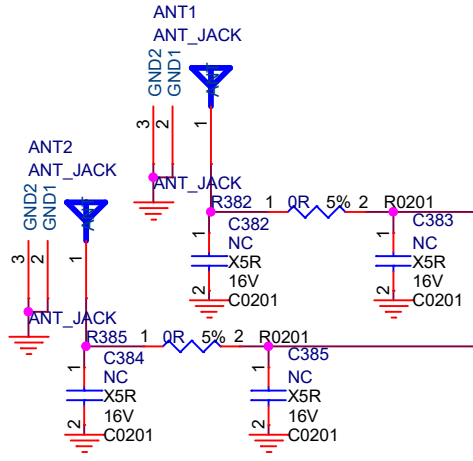 ANT1
ANT_JACK
GND2
GND1
ANT
3
2
1
ANT_JACK
ANT2
ANT_JACK
GND2
GND1
ANT
3
2
1
ANT_JACK
R382 1 0R 5% 2 R0201
C382
NC
X5R
16V
C0201
1
2
C383
NC
X5R
16V
C0201
1
2
R385 1 0R 5% 2 R0201
C384
NC
X5R
16V
C0201
1
2
C385
NC
X5R
16V
C0201
1
2